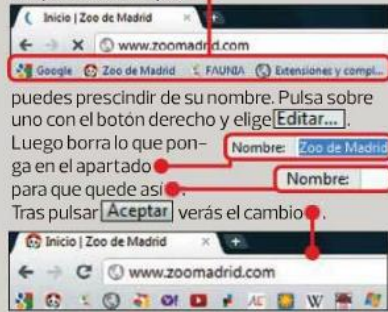 Inicio | Zoo de Madrid
www.zoomadrid.com
Google Zoo de Madrid FAUNIA Extensiones y compl...
puedes prescindir de su nombre. Pulsa sobre
uno con el botón derecho y elige Editar... .
Luego borra lo que pon-
ga en el apartado
Nombre: Zoo de Madrid
para que quede así .
Nombre:
Tras pulsar Aceptar verás el cambio .
Inicio | Zoo de Madrid
www.zoomadrid.com
W